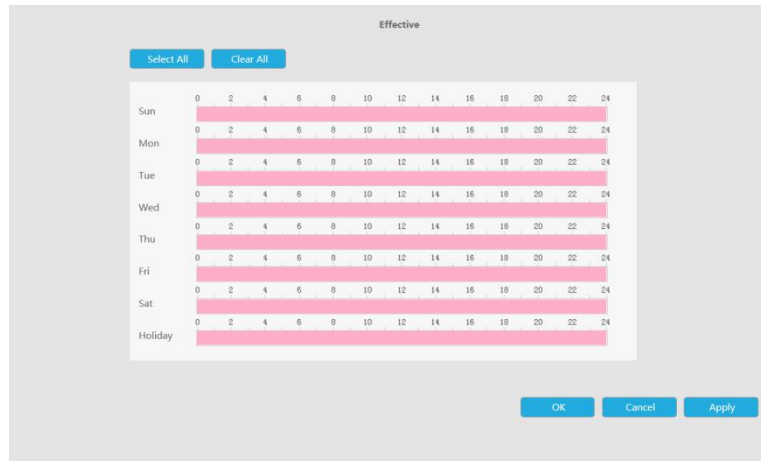 Effective
Select All Clear All
0 2 4 6 8 10 12 14 16 18 20 22 24
Sun
0 2 4 6 8 10 12 14 16 18 20 22 24
Mon
0 2 4 6 8 10 12 14 16 18 20 22 24
Tue
0 2 4 6 8 10 12 14 16 18 20 22 24
Wed
0 2 4 6 8 10 12 14 16 18 20 22 24
Thu
0 2 4 6 8 10 12 14 16 18 20 22 24
Fri
0 2 4 6 8 10 12 14 16 18 20 22 24
Sat
0 2 4 6 8 10 12 14 16 18 20 22 24
Holiday
OK Cancel Apply